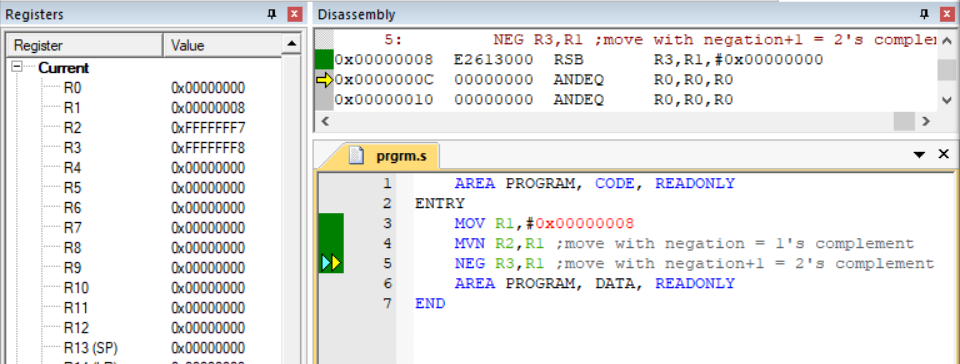 Registers
Register Value
Current
R0 0x00000000
R1 0x00000008
R2 0xFFFFFFF7
R3 0xFFFFFFF8
R4 0x00000000
R5 0x00000000
R6 0x00000000
R7 0x00000000
R8 0x00000000
R9 0x00000000
R10 0x00000000
R11 0x00000000
R12 0x00000000
R13 (SP) 0x00000000
Disassembly
5: NEG R3,R1 ;move with negation+1 = 2's complem
0x00000008 E2613000 RSB R3,R1,#0x00000000
0x0000000C 00000000 ANDEQ R0,R0,R0
0x00000010 00000000 ANDEQ R0,R0,R0
prgrm.s
1 AREA PROGRAM, CODE, READONLY
2 ENTRY
3 MOV R1,#0x00000008
4 MVN R2,R1 ;move with negation = 1's complement
5 NEG R3,R1 ;move with negation+1 = 2's complement
6 AREA PROGRAM, DATA, READONLY
7 END